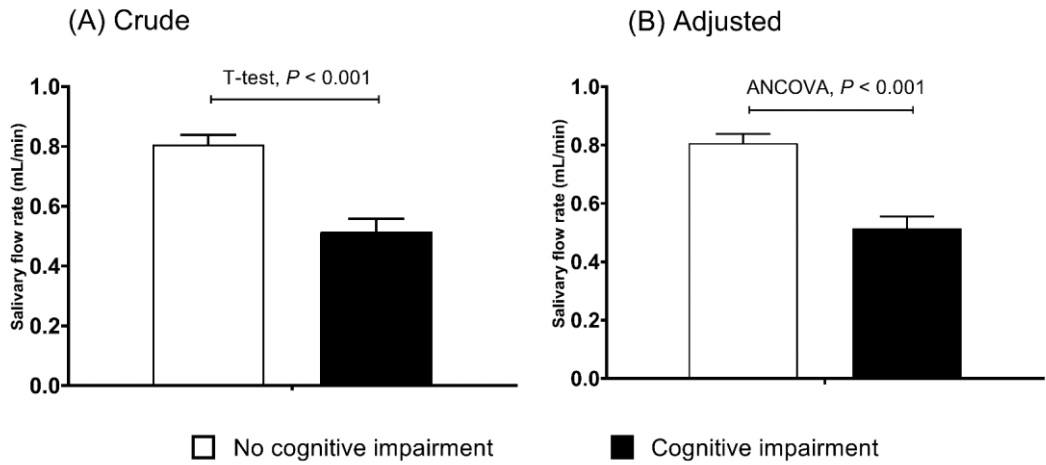 (A) Crude
T-test, P < 0.001
Salivary flow rate (mL/min)
1.0
0.8
0.6
0.4
0.2
0.0
(B) Adjusted
ANCOVA, P < 0.001
Salivary flow rate (mL/min)
1.0
0.8
0.6
0.4
0.2
0.0
No cognitive impairment
Cognitive impairment